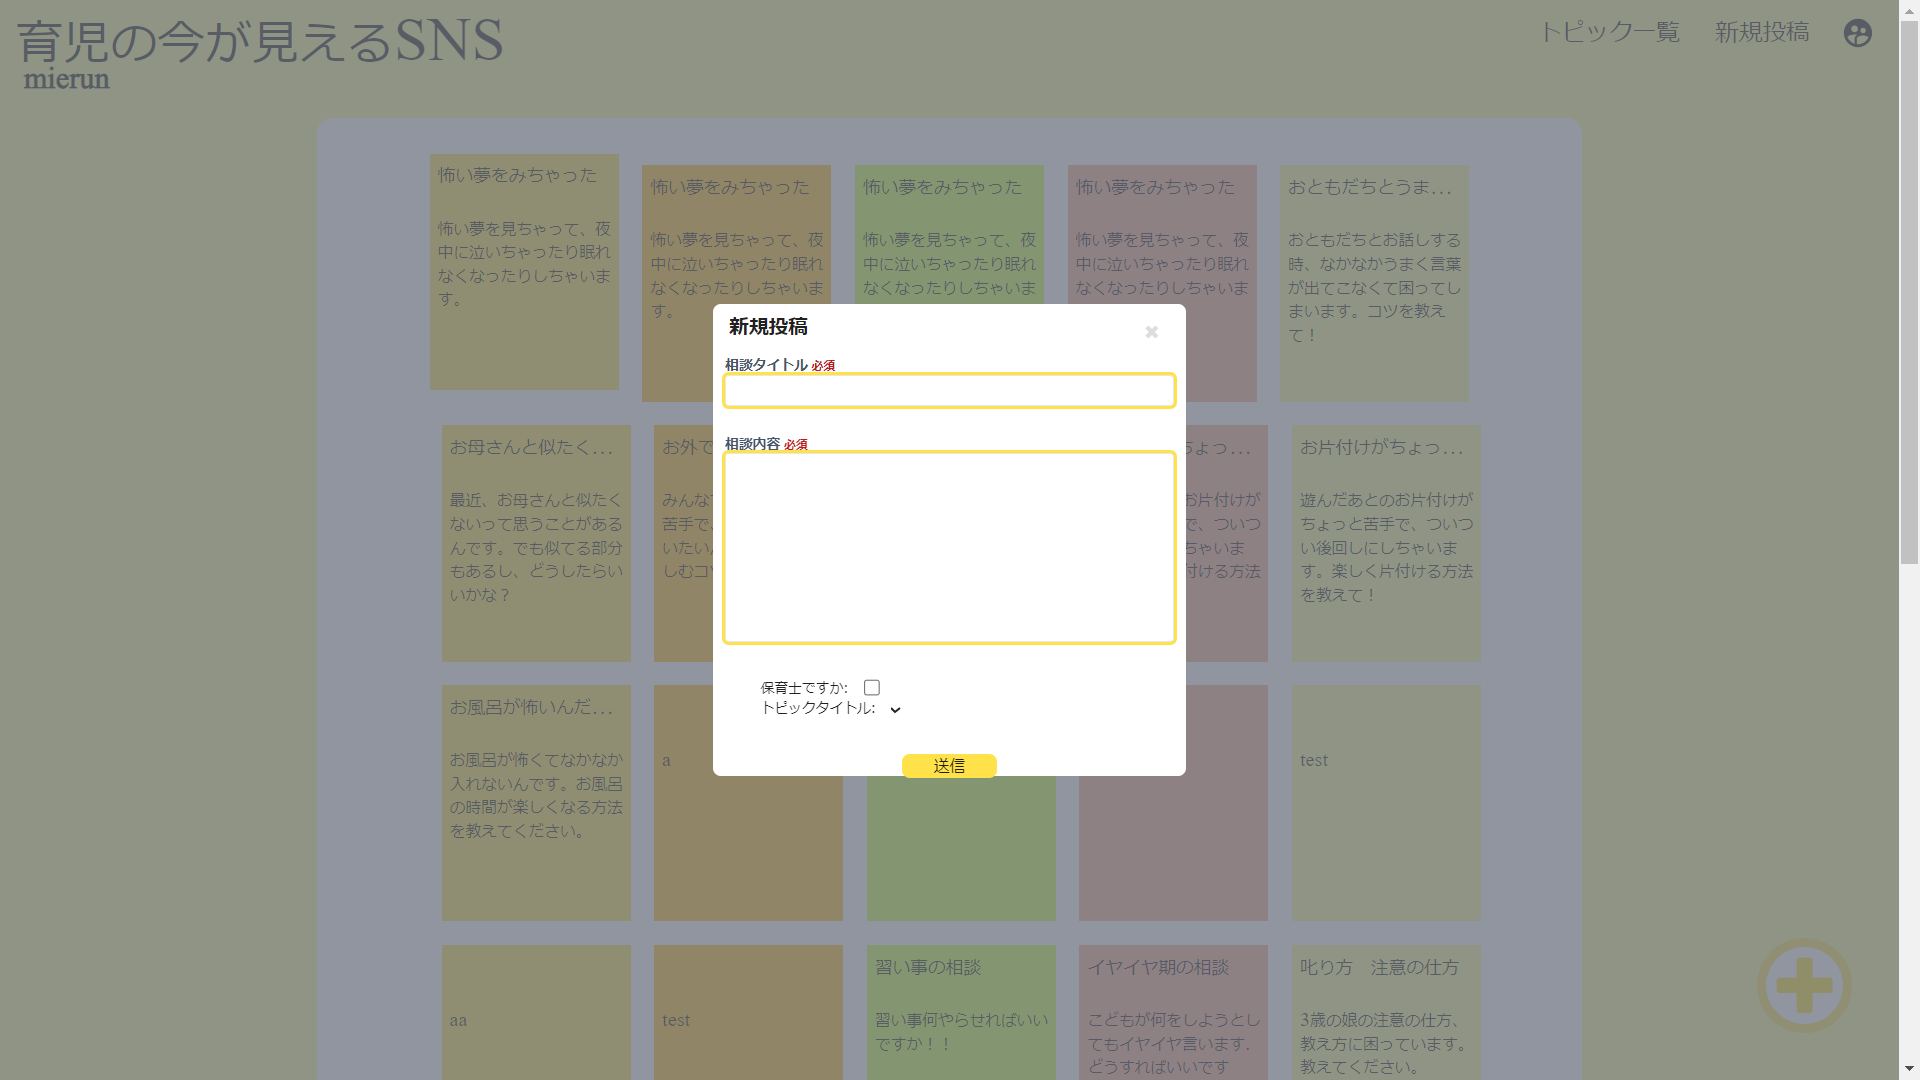 育児の今が見えるSNS
mierun
トピック一覧
新規投稿
怖い夢をみちゃった
怖い夢を見ちゃって、夜
中に泣いちゃったり眠れ
なくなったりしちゃいま
す。
怖い夢をみちゃった
怖い夢を見ちゃって、夜
中に泣いちゃったり眠れ
なくなったりしちゃいま
す。
怖い夢をみちゃった
怖い夢を見ちゃって、夜
中に泣いちゃったり眠れ
なくなったりしちゃいま
怖い夢をみちゃった
怖い夢を見ちゃって、夜
中に泣いちゃったり眠れ
なくなったりしちゃいま
おともだちとうま...
おともだちとお話しする
時、なかなかうまく言葉
が出てこなくて困ってし
まいます。コツを教え
て！
新規投稿
×
相談タイトル 必須
相談内容 必須
保育士ですか:
トピックタイトル:
送信
お母さんと似たく...
最近、お母さんと似たく
ないって思うことがある
んです。でも似てる部分
もあるし、どうしたらい
いかな？
お外で
みんな
苦手で
いたい
しむコ
ちょっ...
お片付けが
で、ついつ
ちゃいま
付ける方法
お片付けがちょっ...
遊んだあとのお片付けが
ちょっと苦手で、ついつ
い後回しにしちゃいま
す。楽しく片付ける方法
を教えて！
お風呂が怖いんだ...
お風呂が怖くてなかなか
入れないんです。お風呂
の時間が楽しくなる方法
を教えてください。
a
test
aa
test
習い事の相談
習い事何やらせればいい
ですか！！
イヤイヤ期の相談
こどもが何をしようとし
てもイヤイヤ言います.
どうすればいいです
叱り方　注意の仕方
3歳の娘の注意の仕方、
教え方に困っています。
教えてください。